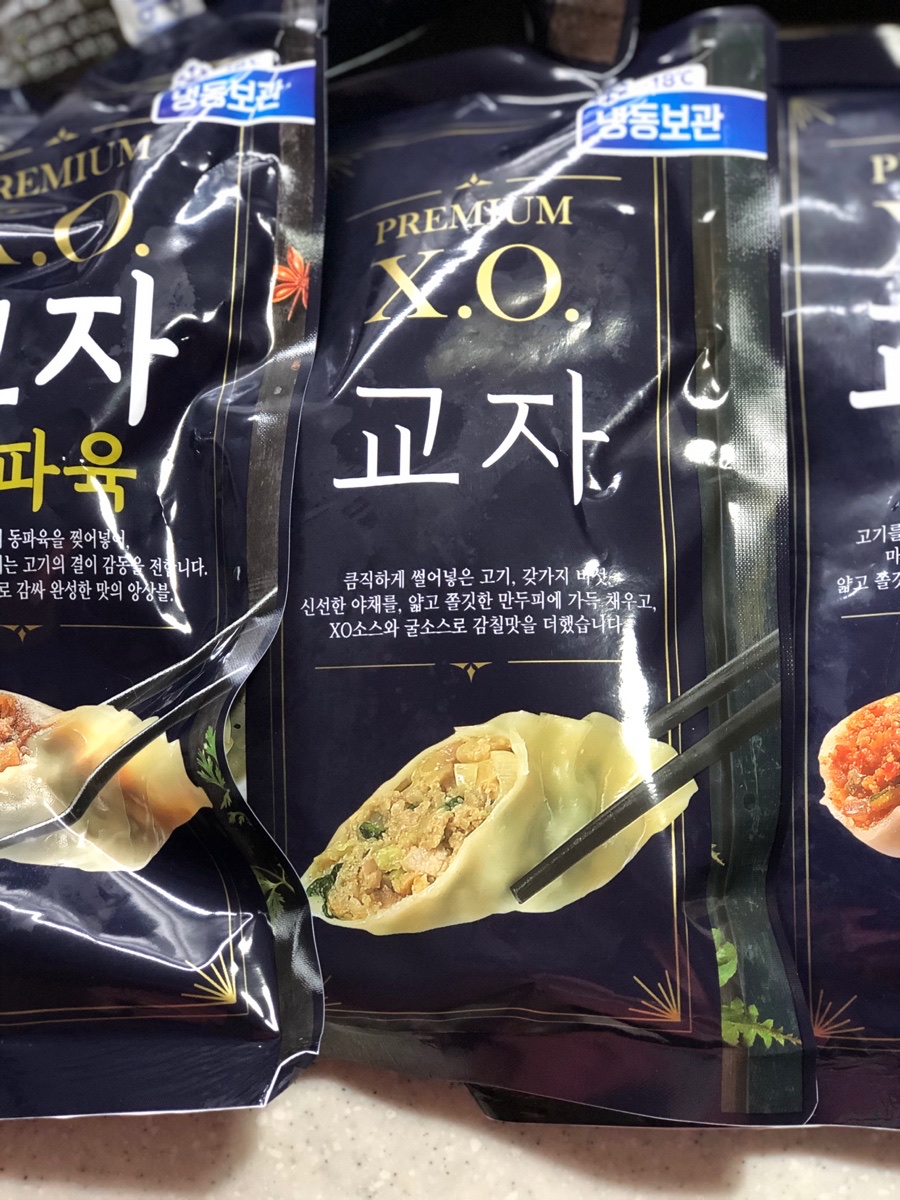 냉동보관
PREMIUM
X.O.
교자
파육
동파육을 찢어넣어,
는 고기의 결이 감동을 전합니다.
로 감싸 완성한 맛의 앙상블.
-18℃
냉동보관
PREMIUM
X.O.
교자
큼직하게 썰어넣은 고기, 갖가지 버섯,
신선한 야채를, 얇고 쫄깃한 만두피에 가득 채우고,
XO소스와 굴소스로 감칠맛을 더했습니다.
고기를
얇고 쫄깃